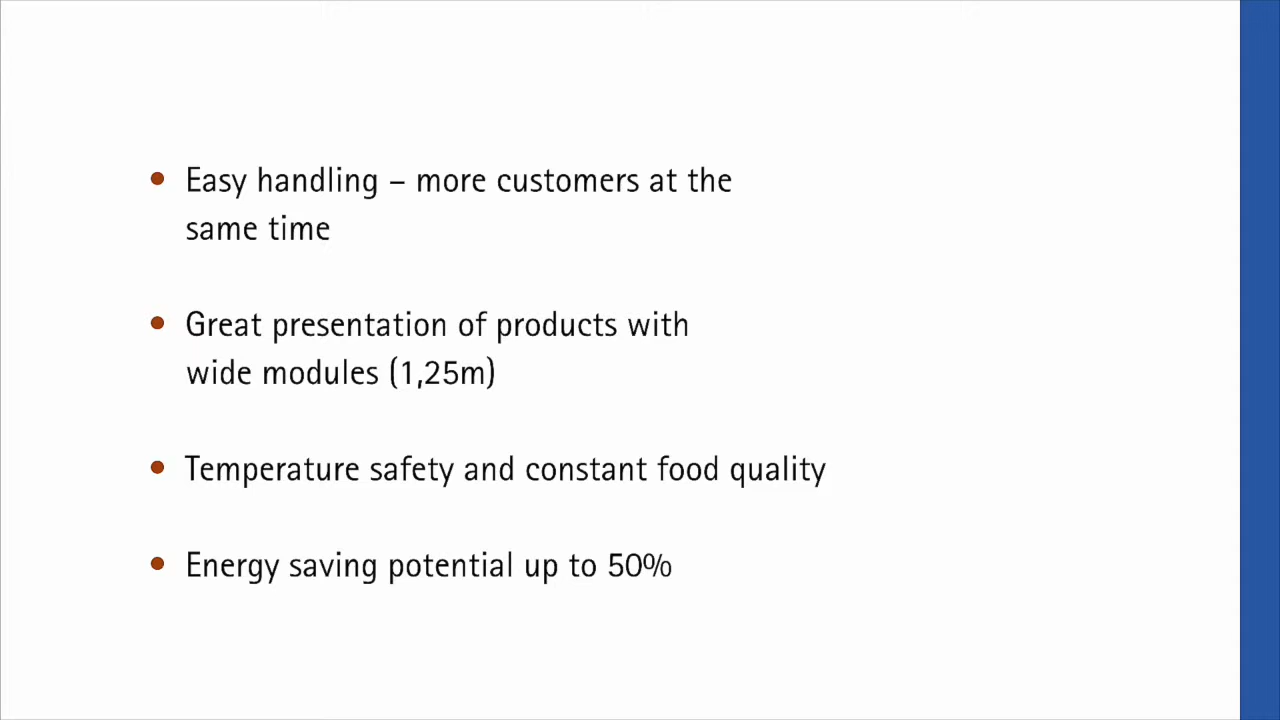 • Easy handling – more customers at the
same time
• Great presentation of products with
wide modules (1,25m)
• Temperature safety and constant food quality
• Energy saving potential up to 50%